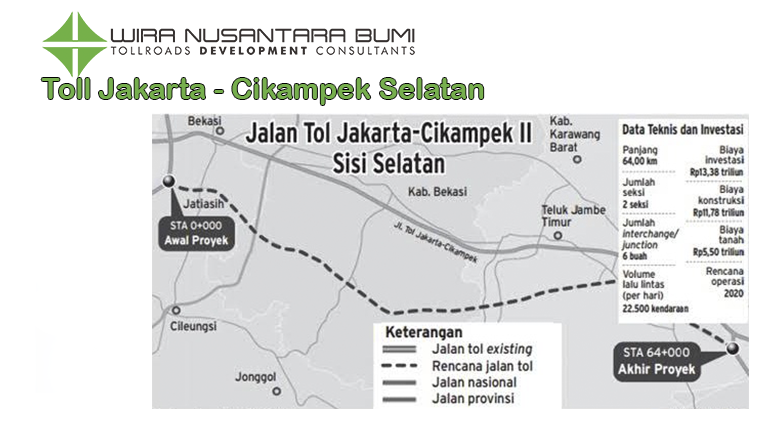 WIRA NUSANTARA BUMI
TOLLROADS DEVELOPMENT CONSULTANTS
Toll Jakarta - Cikampek Selatan
Jalan Tol Jakarta-Cikampek II
Sisi Selatan
Bekasi
Kab.
Karawang
Barat
Kab. Bekasi
Jatiasih
STA 0+000
Awal Proyek
Teluk Jambe
Timur
Jl. Tol Jakarta-Cikampek
Cileungsi
Jonggol
Data Teknis dan Investasi
Panjang
64,00 km
Jumlah
seksi
2 seksi
Jumlah
interchange/
junction
6 buah
Volume
lalu lintas
(per hari)
22.500 kendaraan
Biaya
investasi
Rp13,38 triliun
Biaya
konstruksi
Rp11,78 triliun
Biaya
tanah
Rp5,50 triliun
Rencana
operasi
2020
Keterangan
Jalan tol existing
Rencana jalan tol
Jalan nasional
Jalan provinsi
STA 64+000
Akhir Proyek